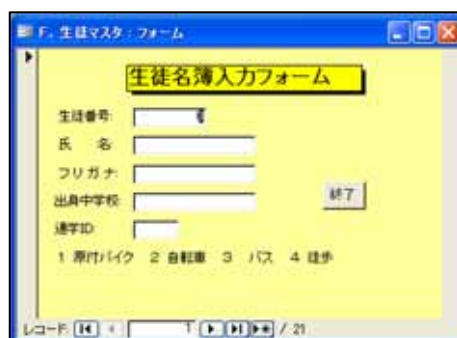 F_生徒マスタ : フォーム
生徒名簿入力フォーム
生徒番号:
氏 名
フリガナ:
出身中学校:
終了
通学ID:
1 原付バイク 2 自転車 3 バス 4 徒歩
レコード: 1 / 21